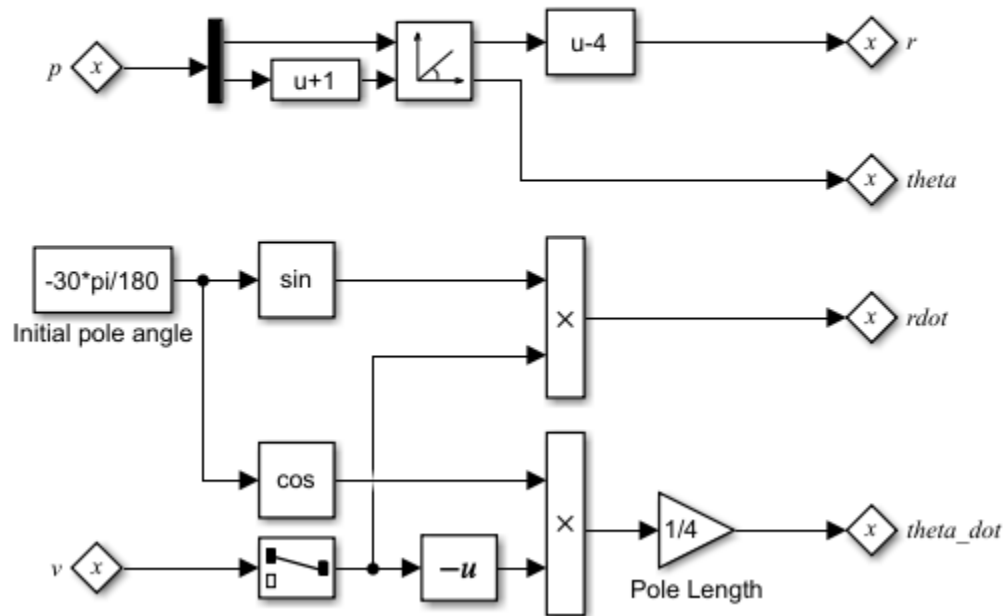 u-4
p
x
x
r
u+1
x
theta
-30*pi/180
sin
Initial pole angle
×
x
rdot
cos
×
1/4
x
theta_dot
v
x
-u
Pole Length